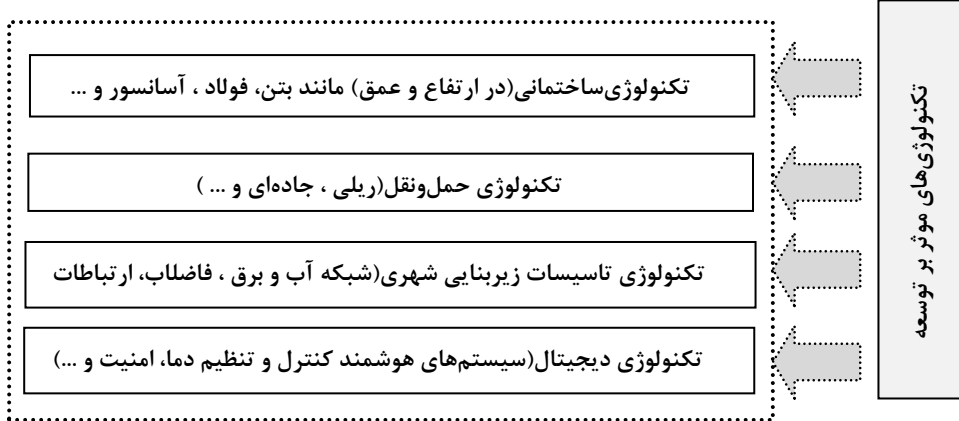 تکنولوژی‌های موثر بر توسعه
تکنولوژی‌ساختمانی(در ارتفاع و عمق) مانند بتن، فولاد ، آسانسور و ...
تکنولوژی حمل‌ونقل(ریلی ، جاده‌ای و ... )
تکنولوژی تاسیسات زیربنایی شهری(شبکه آب و برق ، فاضلاب، ارتباطات
تکنولوژی دیجیتال(سیستم‌های هوشمند کنترل و تنظیم دما، امنیت و ...)